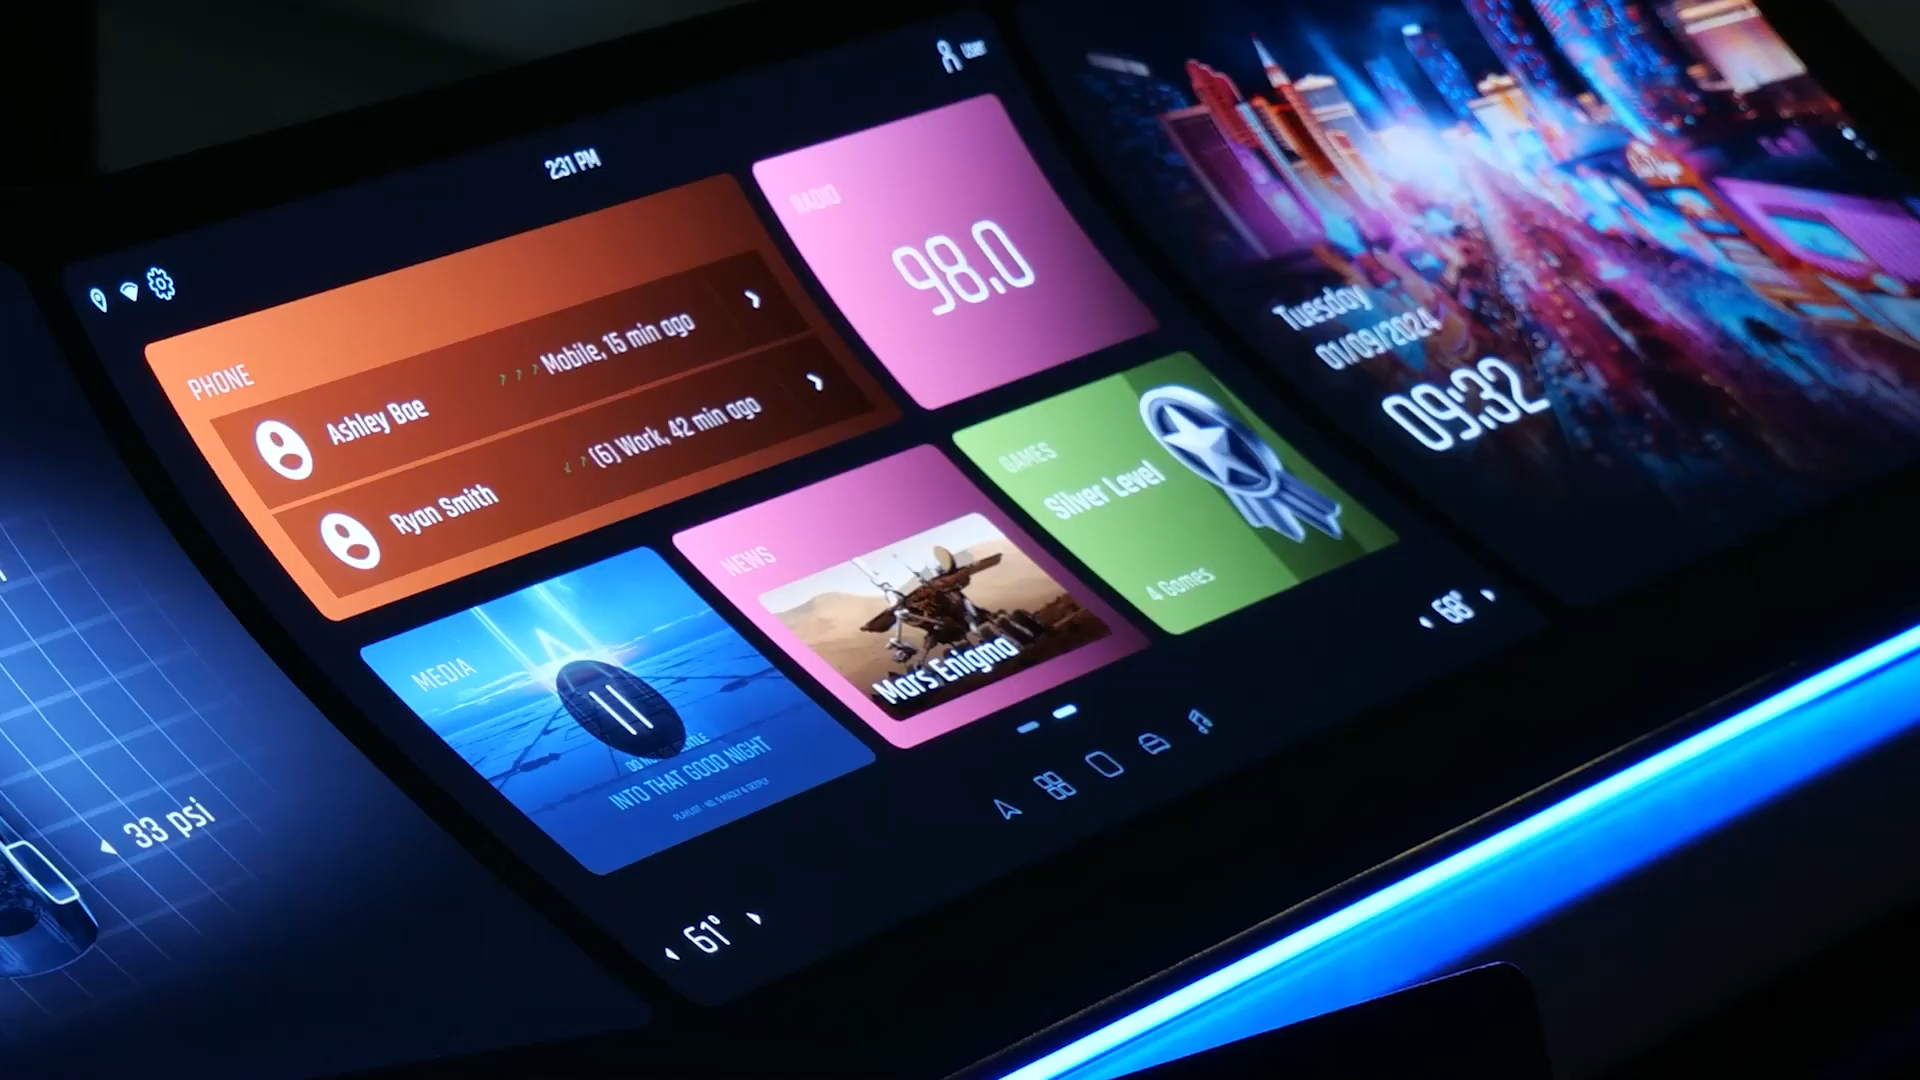 User
2:31 PM
PHONE
Ashley Bae
Mobile, 15 min ago
Ryan Smith
(6) Work, 42 min ago
RADIO
98.0
MEDIA
INTO THAT GOOD NIGHT
NEWS
Mars Enigma
GAMES
Silver Level
4 Games
Tuesday
01/09/2024
09:32
33 psi
61°
68°